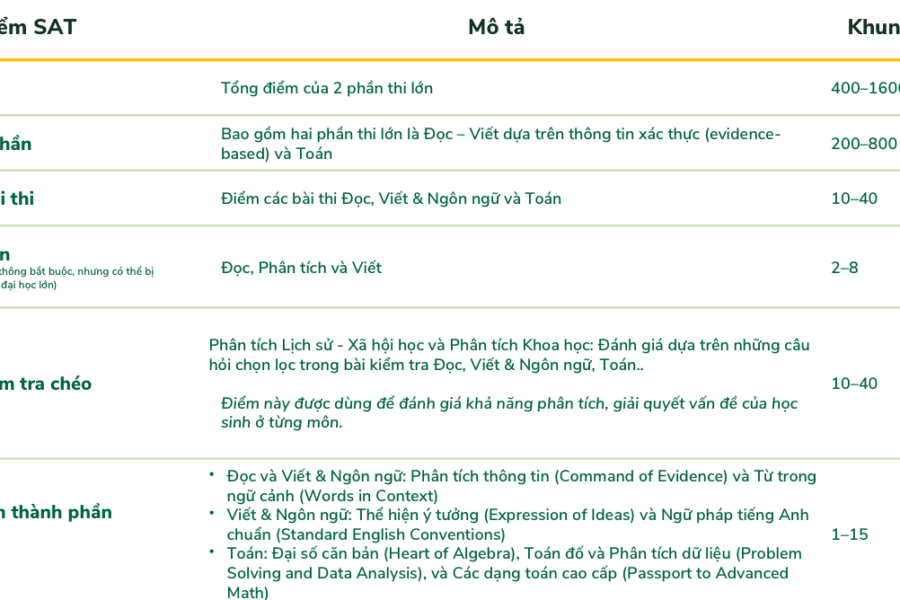 ểm SAT
Mô tả
Khun
Tổng điểm của 2 phần thi lớn
400–1600
hần
Bao gồm hai phần thi lớn là Đọc – Viết dựa trên thông tin xác thực (evidence-
based) và Toán
200–800
i thi
Điểm các bài thi Đọc, Viết & Ngôn ngữ và Toán
10–40
n
không bắt buộc, nhưng có thể bị
đại học lớn)
Đọc, Phân tích và Viết
2–8
Phân tích Lịch sử - Xã hội học và Phân tích Khoa học: Đánh giá dựa trên những câu
hỏi chọn lọc trong bài kiểm tra Đọc, Viết & Ngôn ngữ, Toán..
m tra chéo
10–40
Điểm này được dùng để đánh giá khả năng phân tích, giải quyết vấn đề của học
sinh ở từng môn.
n thành phần
• Đọc và Viết & Ngôn ngữ: Phân tích thông tin (Command of Evidence) và Từ trong
ngữ cảnh (Words in Context)
• Viết & Ngôn ngữ: Thể hiện ý tưởng (Expression of Ideas) và Ngữ pháp tiếng Anh
chuẩn (Standard English Conventions)
1–15
• Toán: Đại số căn bản (Heart of Algebra), Toán đố và Phân tích dữ liệu (Problem
Solving and Data Analysis), và Các dạng toán cao cấp (Passport to Advanced
Math)